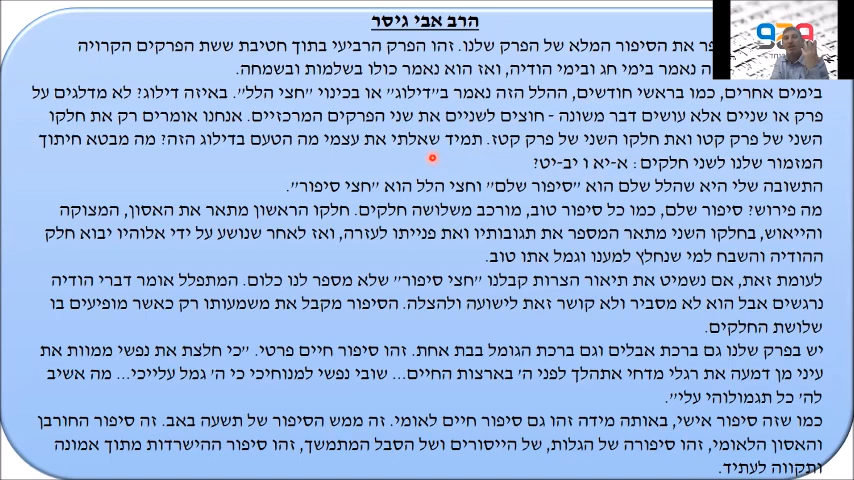 הרב אבי גיסר
את הסיפור המלא של הפרק שלנו. זהו הפרק הרביעי בתוך חטיבת ששת הפרקים הקרויה
נאמר בימי חג ובימי הודיה, ואז הוא נאמר כולו בשלמות ובשמחה.
בימים אחרים, כמו בראשי חודשים, ההלל הזה נאמר ב"דילוג" או בכינוי "חצי הלל". באיזה דילוג? לא מדלגים על
פרק או שניים אלא עושים דבר משונה - חוצים לשניים את שני הפרקים המרכזיים. אנחנו אומרים רק את חלקו
השני של פרק קטו ואת חלקו השני של פרק קטז. תמיד שאלתי את עצמי מה הטעם בדילוג הזה? מה מבטא חיתוך
המזמור שלנו לשני חלקים: א-יא ו יב-יט?
התשובה שלי היא שהלל שלם הוא "סיפור שלם" וחצי הלל הוא "חצי סיפור".
מה פירוש? סיפור שלם, כמו כל סיפור טוב, מורכב משלושה חלקים. חלקו הראשון מתאר את האסון, המצוקה
והייאוש, בחלקו השני מתאר המספר את תגובותיו ואת פנייתו לעזרה, ואז לאחר שנושע על ידי אלוהיו יבוא חלק
ההודיה והשבח למי שנחלץ למענו וגמל אתו טוב.
לעומת זאת, אם נשמיט את תיאור הצרות קבלנו "חצי סיפור" שלא מספר לנו כלום. המתפלל אומר דברי הודיה
נרגשים אבל הוא לא מסביר ולא קושר זאת לישועה ולהצלה. הסיפור מקבל את משמעותו רק כאשר מופיעים בו
שלושת החלקים.
יש בפרק שלנו גם ברכת אבלים וגם ברכת הגומל בבת אחת. זהו סיפור חיים פרטי. "כי חלצת את נפשי ממוות את
עיני מן דמעה את רגלי מדחי אתהלך לפני ה' בארצות החיים... שובי נפשי למנוחיכי כי ה' גמל עלייכי... מה אשיב
לה' כל תגמולוהי עלי".
כמו שזה סיפור אישי, באותה מידה זהו גם סיפור חיים לאומי. זה ממש הסיפור של תשעה באב. זה סיפור החורבן
והאסון הלאומי, זהו סיפורה של הגלות, של הייסורים ושל הסבל המתמשך, זהו סיפור ההישרדות מתוך אמונה
ותקווה לעתיד.